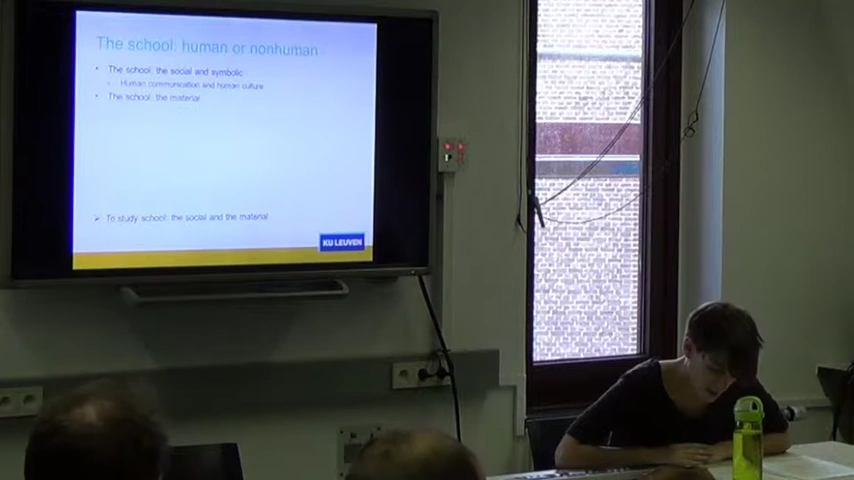 The school: human or nonhuman
• The school: the social and symbolic
- Human communication and human culture
• The school: the material
➢ To study school: the social and the material
KU LEUVEN